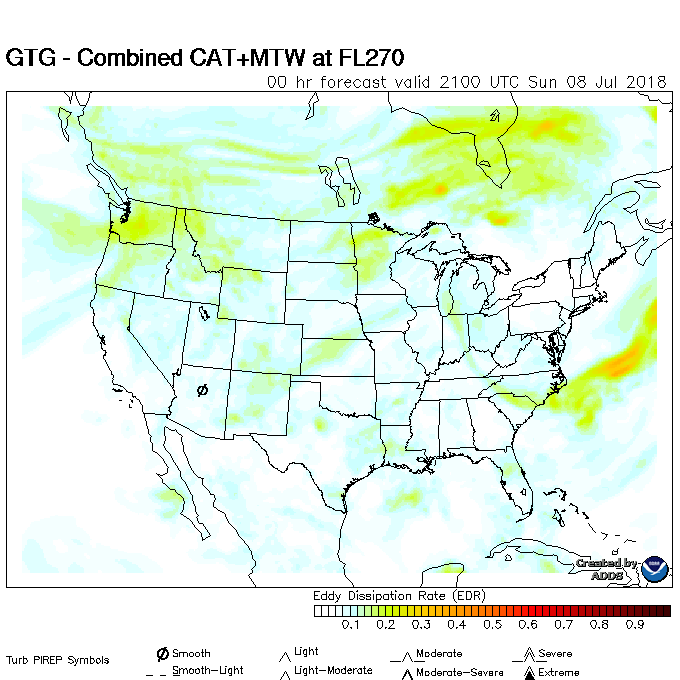 GTG - Combined CAT+MTW at FL270
00 hr forecast valid 2100 UTC Sun 08 Jul 2018
Created by
ADDS
Eddy Dissipation Rate (EDR)
0.1 0.2 0.3 0.4 0.5 0.6 0.7 0.8 0.9
Turb PIREP Symbols
Smooth Light Moderate Severe
Smooth-Light Light-Moderate Moderate-Severe Extreme